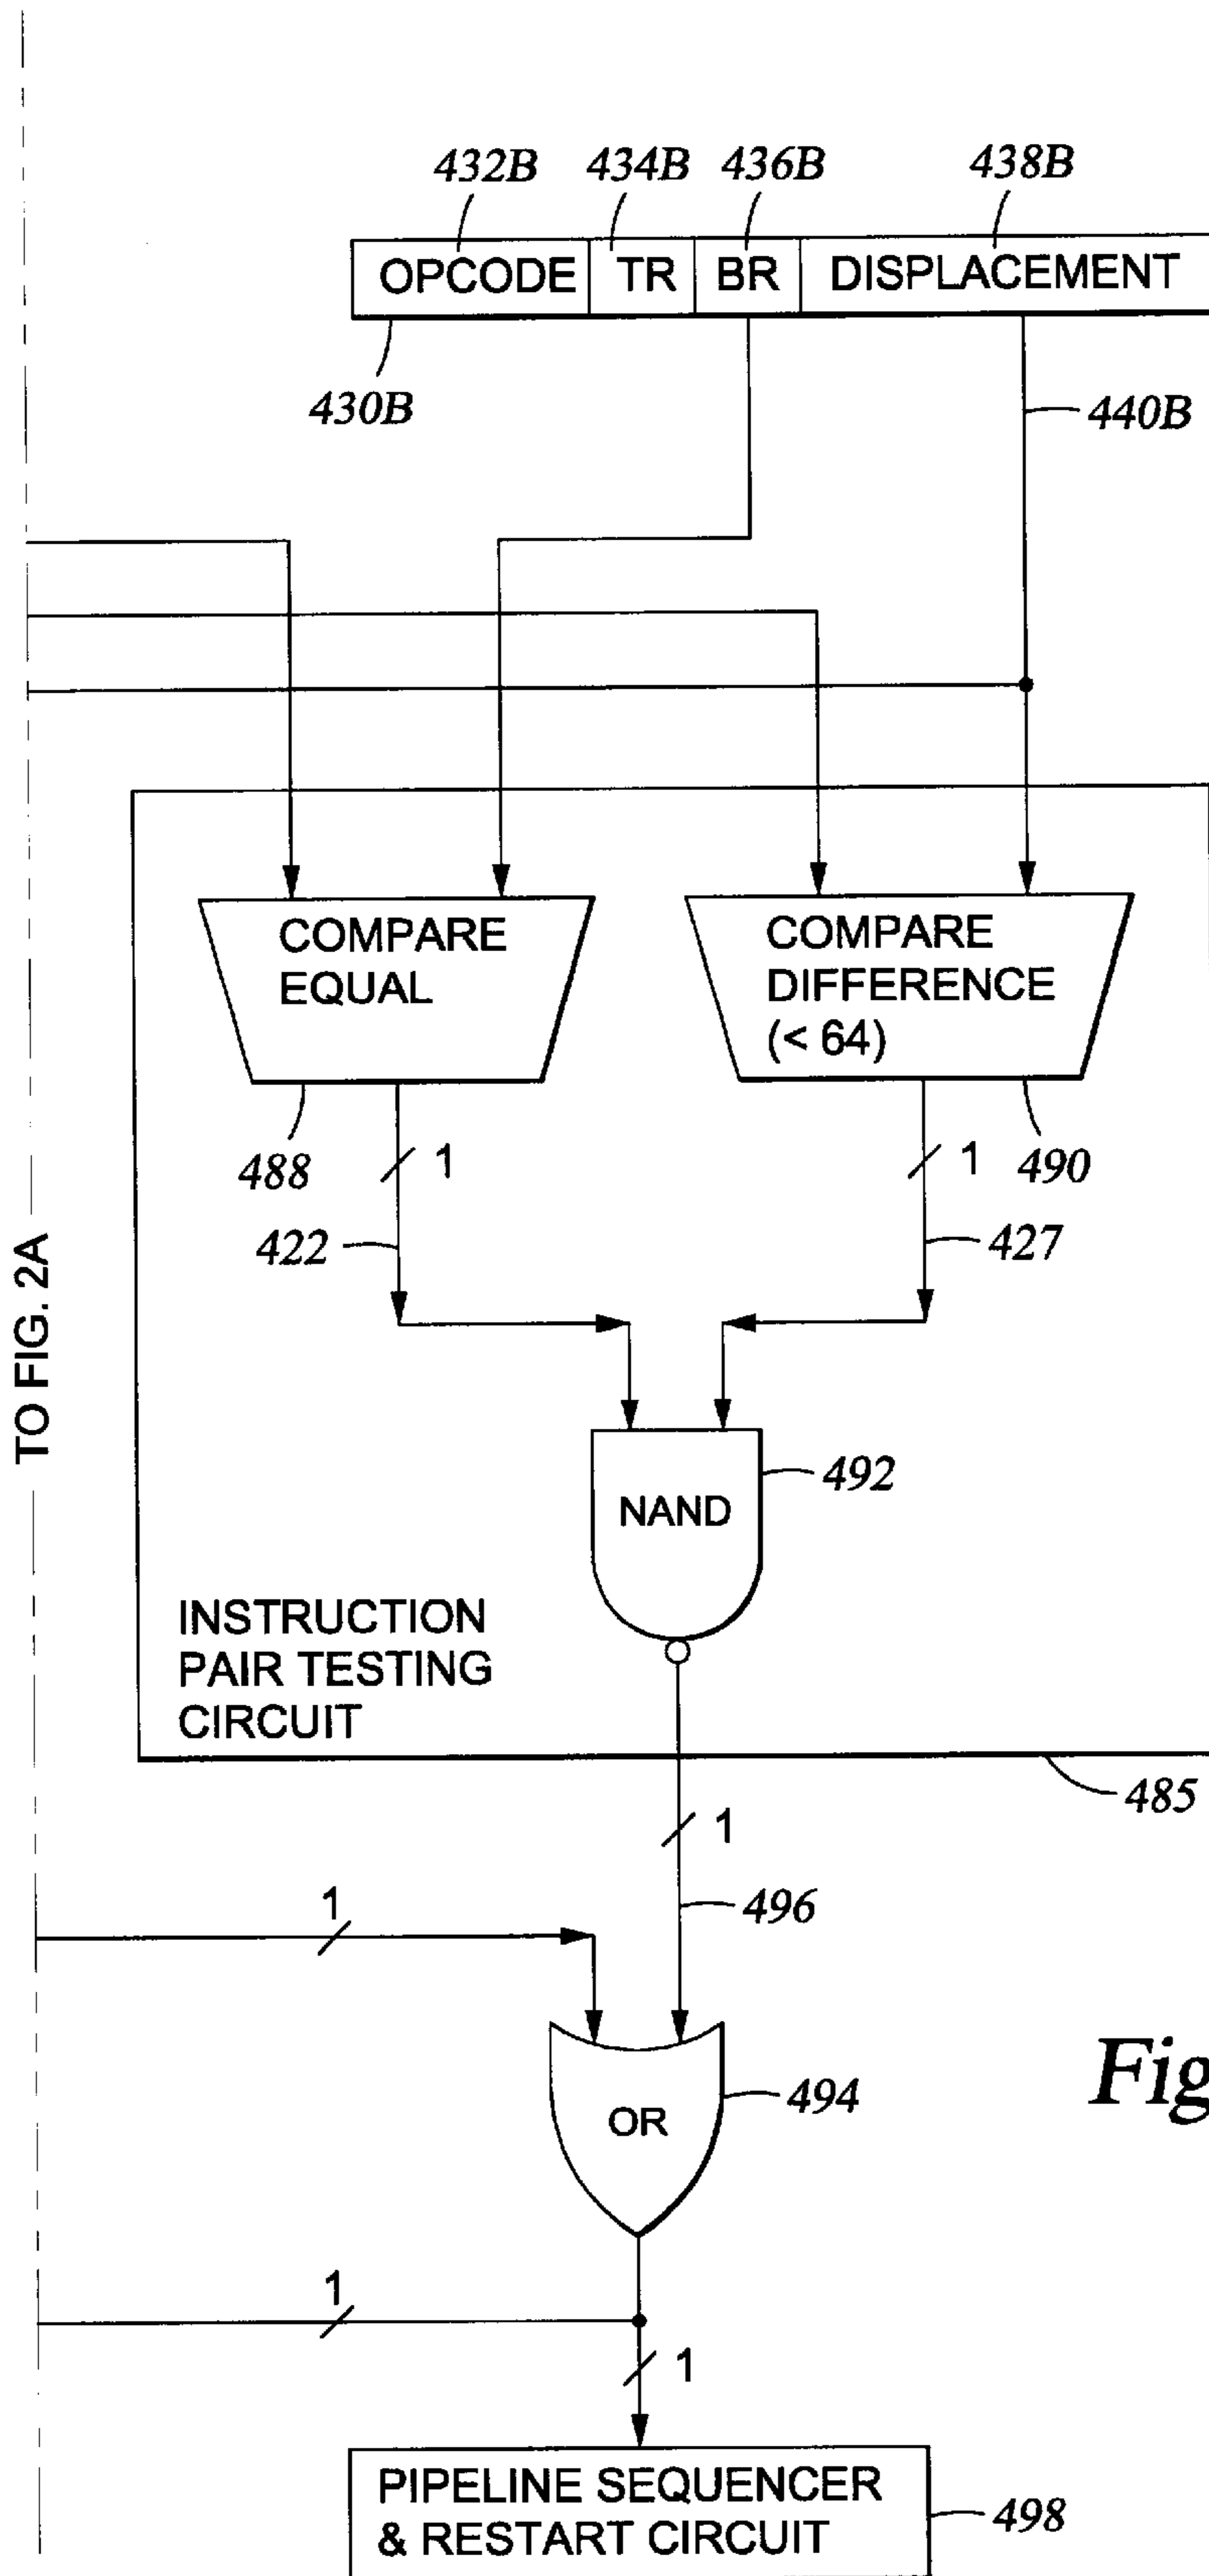 432B 434B 436B 438B
OPCODE TR BR DISPLACEMENT
430B
440B
COMPARE
EQUAL
COMPARE
DIFFERENCE
(< 64)
488
1
1
490
422
427
TO FIG. 2A
NAND
492
INSTRUCTION
PAIR TESTING
CIRCUIT
485
1
496
1
OR
494
Fig
1
1
PIPELINE SEQUENCER
& RESTART CIRCUIT
498